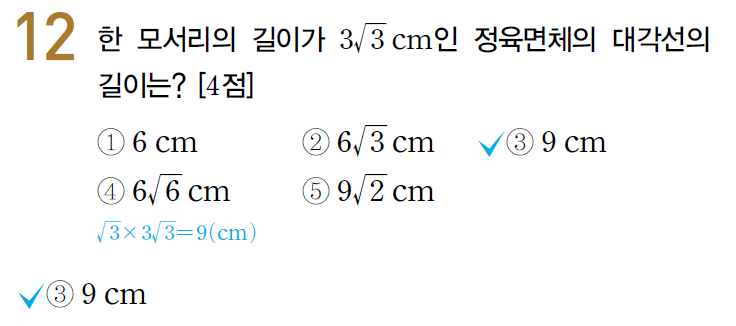 12 한 모서리의 길이가 3√3 cm인 정육면체의 대각선의
길이는? [4점]
① 6 cm ② 6√3 cm ✓③ 9 cm
④ 6√6 cm ⑤ 9√2 cm
√3×3√3=9(cm)
✓③ 9 cm